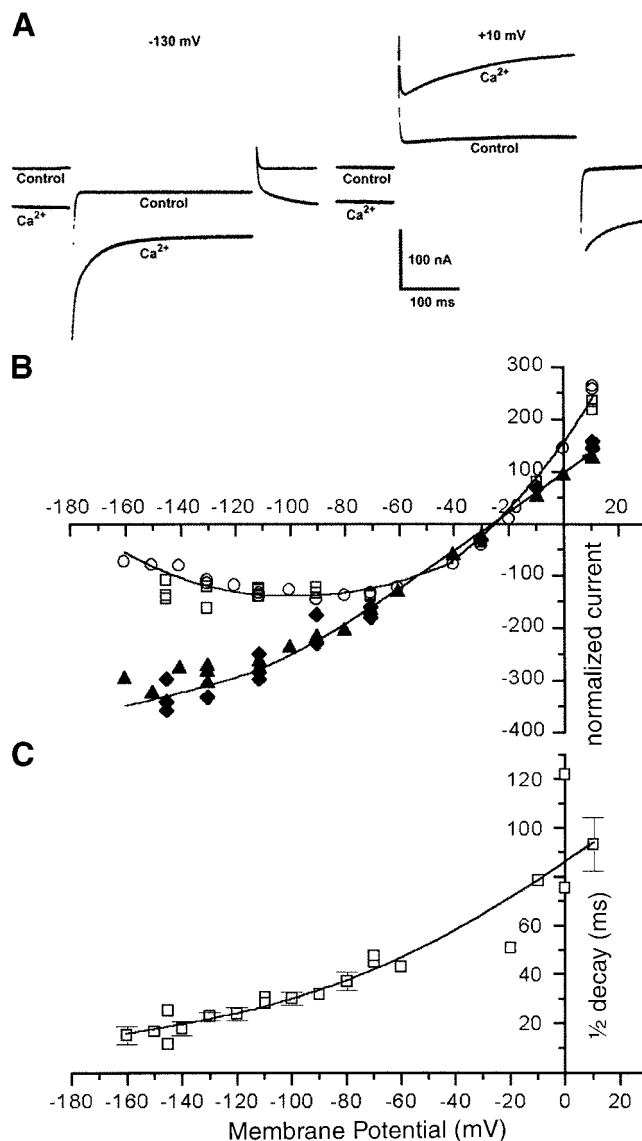 A
-130 mV
+10 mV
Ca2+
Control
Control
Control
Control
Ca2+
Ca2+
Ca2+
100 nA
100 ms
B
300
200
100
-180 -160 -140 -120 -100 -80 -60 -40 -20 20
-100
-200
-300
-400
normalized current
C
120
100
60
40
20
½ decay (ms)
-180 -160 -140 -120 -100 -80 -60 -40 -20 0 20
Membrane Potential (mV)